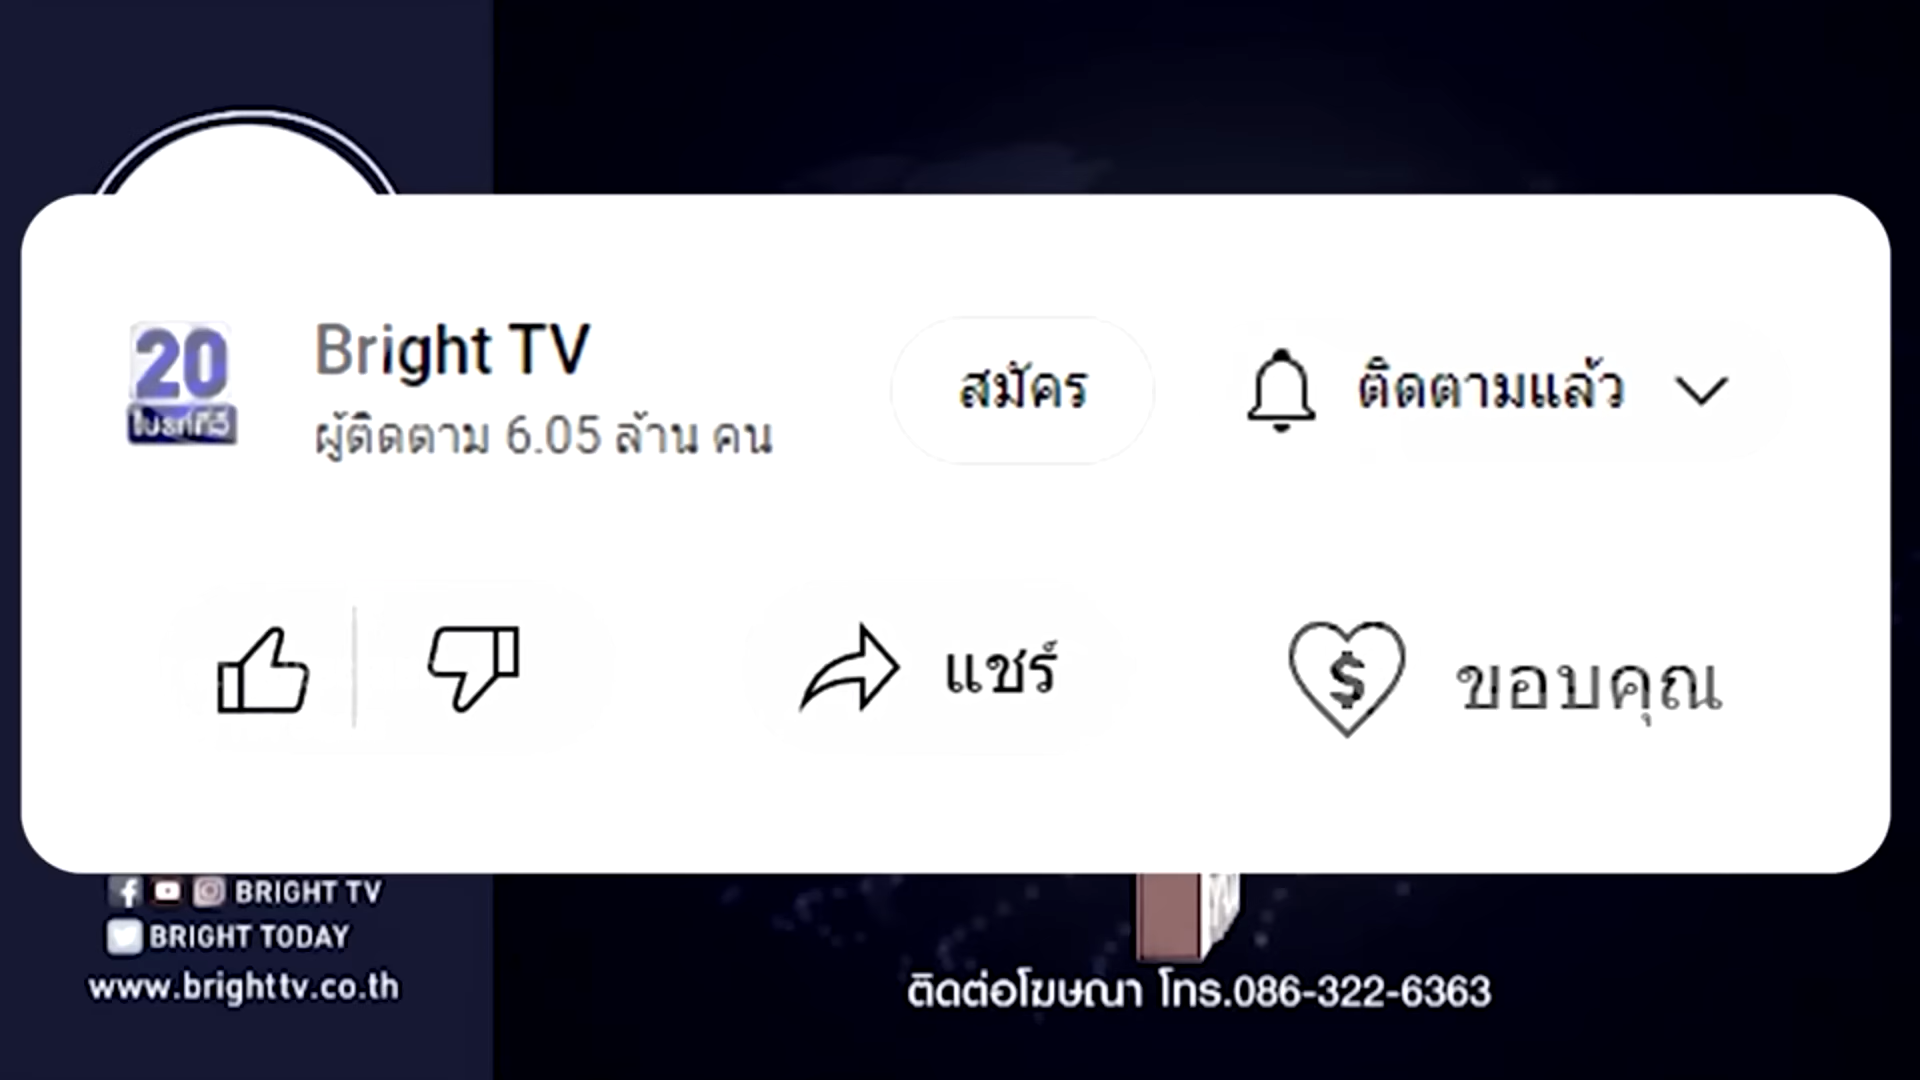 20
ไบรท์ทีวี
Bright TV
ผู้ติดตาม 6.05 ล้าน คน
สมัคร
ติดตามแล้ว
แชร์
$ ขอบคุณ
BRIGHT TV
BRIGHT TODAY
www.brighttv.co.th
ติดต่อโฆษณา โทร.086-322-6363